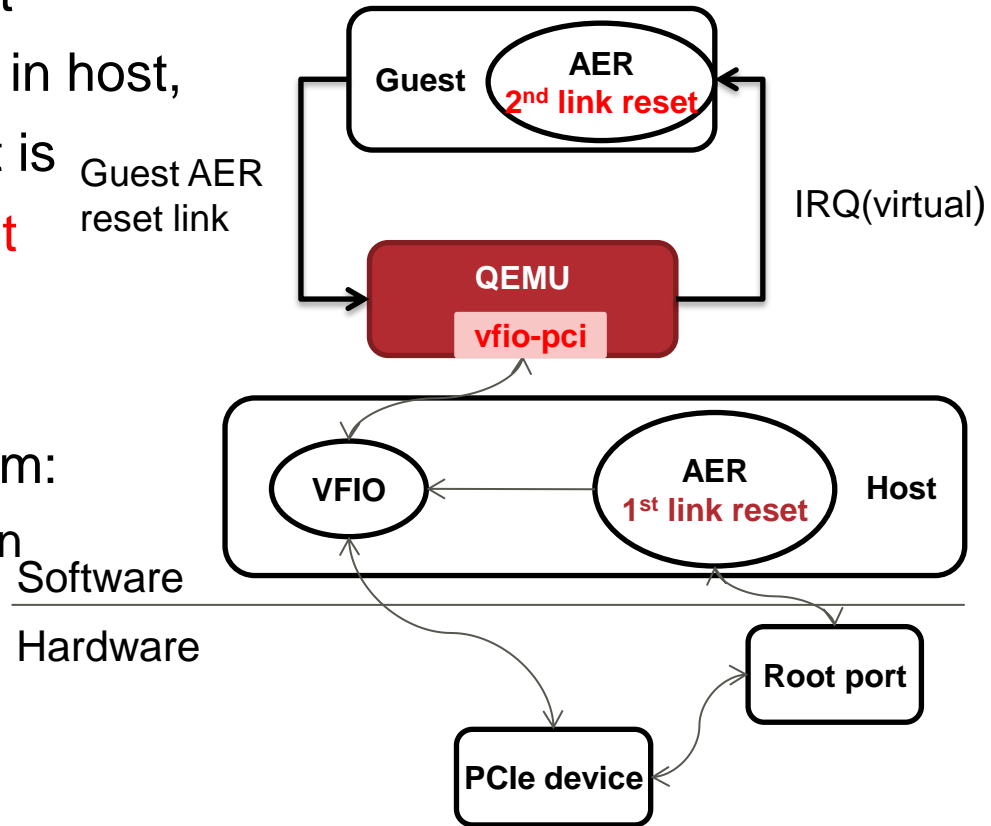 t
in host,
t is
t
m:
n
Guest
AER
2nd link reset
Guest AER
reset link
IRQ(virtual)
QEMU
vfio-pci
VFIO
AER
1st link reset
Host
Software
Hardware
Root port
PCIe device